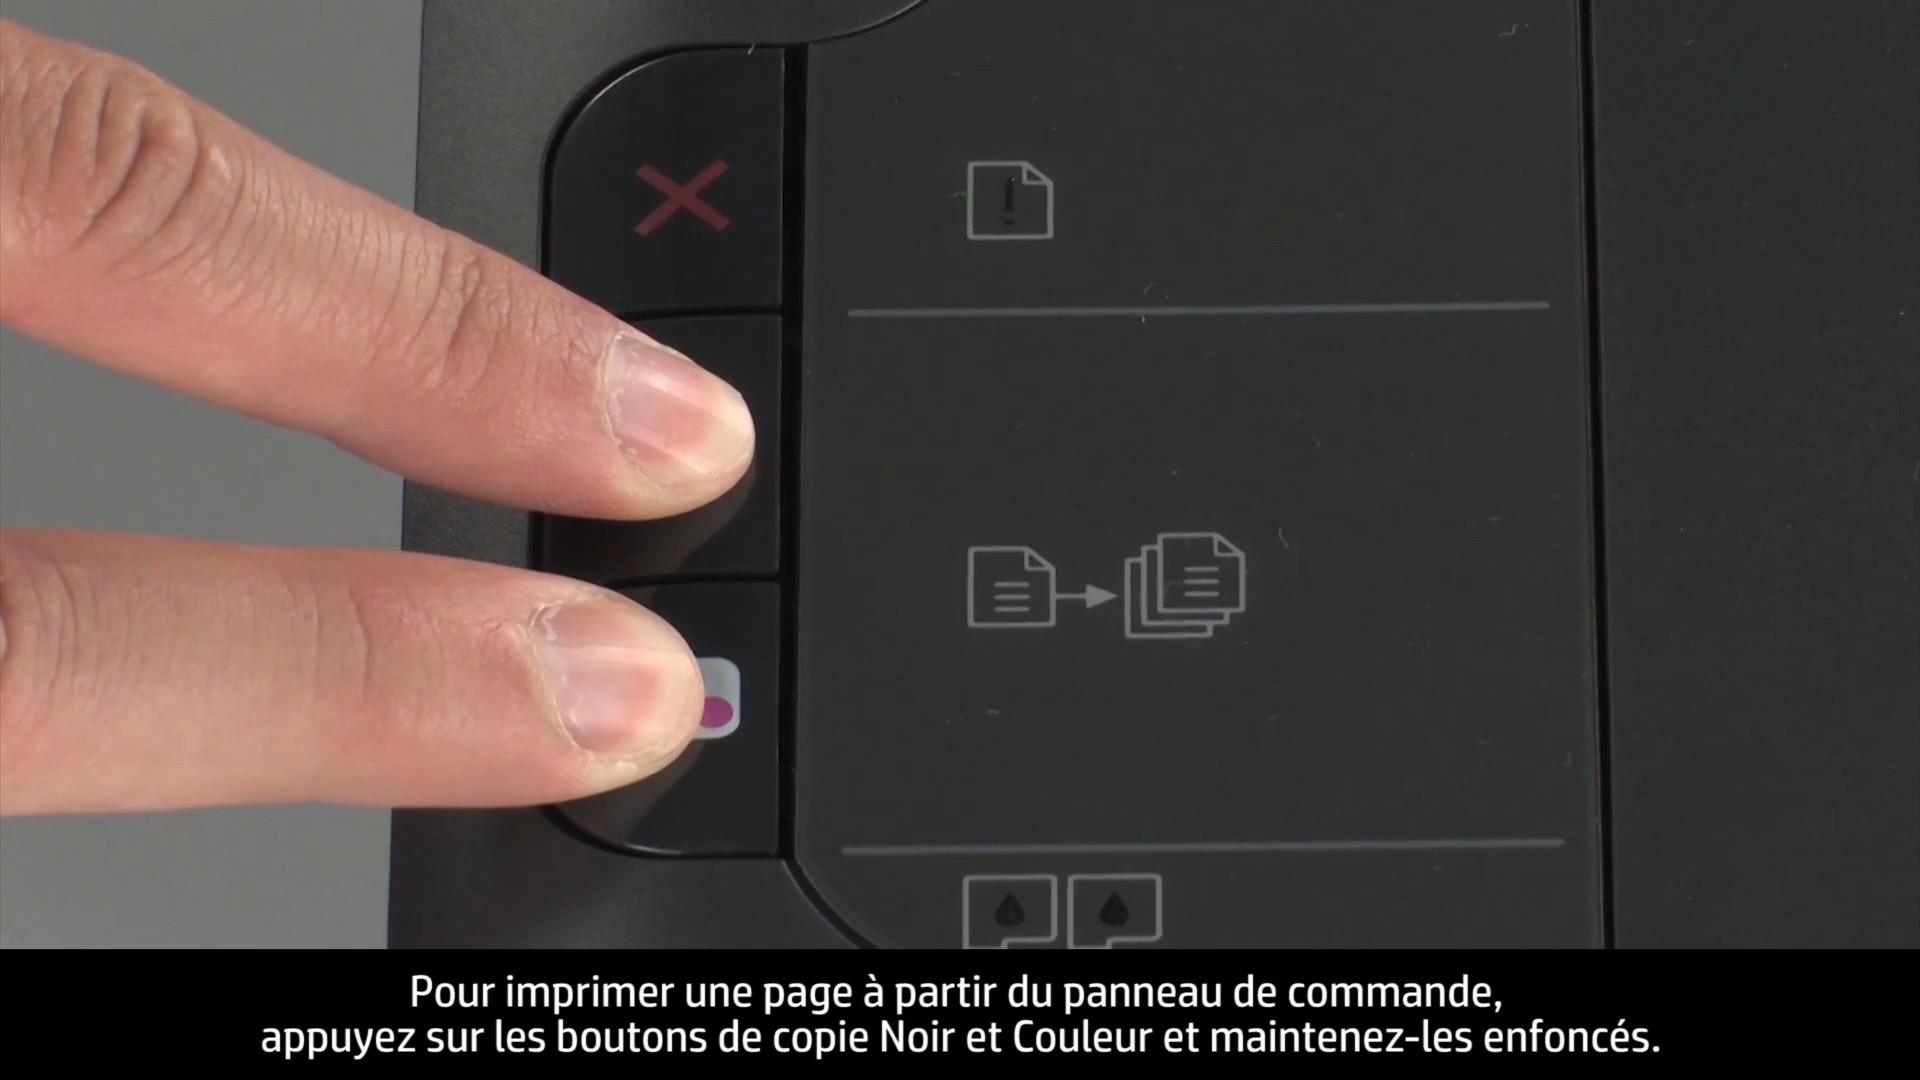 Pour imprimer une page à partir du panneau de commande,
appuyez sur les boutons de copie Noir et Couleur et maintenez-les enfoncés.